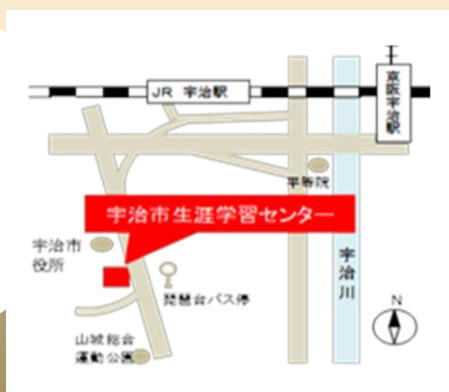 JR 宇治駅
京阪宇治駅
平等院
宇治市生涯学習センター
宇治市
役所
宇治川
琵琶台バス停
N
山城総合
運動公園